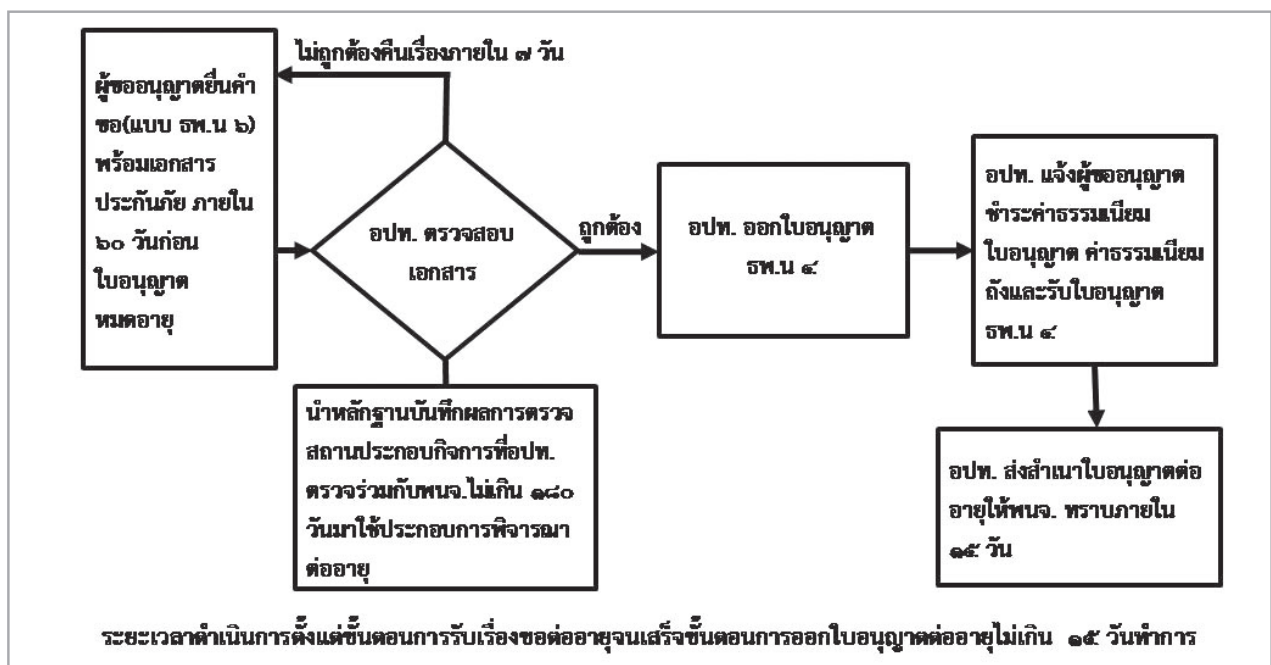 ไม่ถูกต้องคืนเรื่องภายใน ๗ วัน
ผู้ขออนุญาตยื่นคำ
ขอ(แบบ ธพ.น ๖)
พร้อมเอกสาร
ประกันภัย ภายใน
๖๐ วันก่อน
ใบอนุญาต
หมดอายุ
อปท. ตรวจสอบ
เอกสาร
นำหลักฐานบันทึกผลการตรวจ
สถานประกอบกิจการที่อปท.
ตรวจร่วมกับพนจ.ไม่เกิน ๑๘๐
วันมาใช้ประกอบการพิจารณา
ต่ออายุ
ถูกต้อง
อปท. ออกใบอนุญาต
ธพ.น ๔
อปท. แจ้งผู้ขออนุญาต
ชำระค่าธรรมเนียม
ใบอนุญาต ค่าธรรมเนียม
ถังและรับใบอนุญาต
ธพ.น ๔
อปท. ส่งสำเนาใบอนุญาตต่อ
อายุให้พนจ. ทราบภายใน
๑๕ วัน
ระยะเวลาดำเนินการตั้งแต่ขั้นตอนการรับเรื่องขอต่ออายุจนเสร็จขั้นตอนการออกใบอนุญาตต่ออายุไม่เกิน ๑๕ วันทำการ